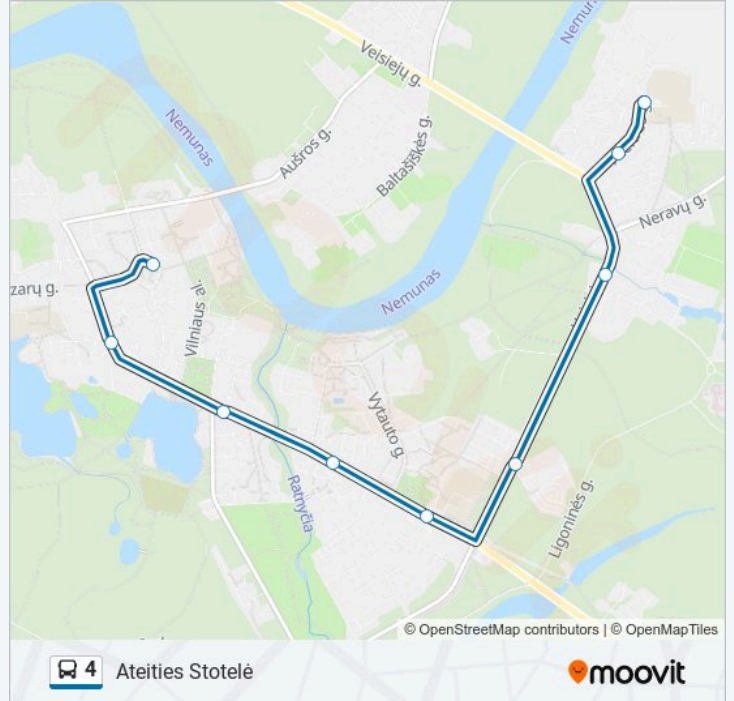 Nemunas
Veisiejų g.
Nemunas
Aušros g.
Baltašiškės g.
Neravų g.
zarų g.
Vilniaus al.
Nemunas
Vytauto g.
Ratnyčia
Ligoninės g.
© OpenStreetMap contributors | © OpenMapTiles
4 Ateities Stotelė
moovit